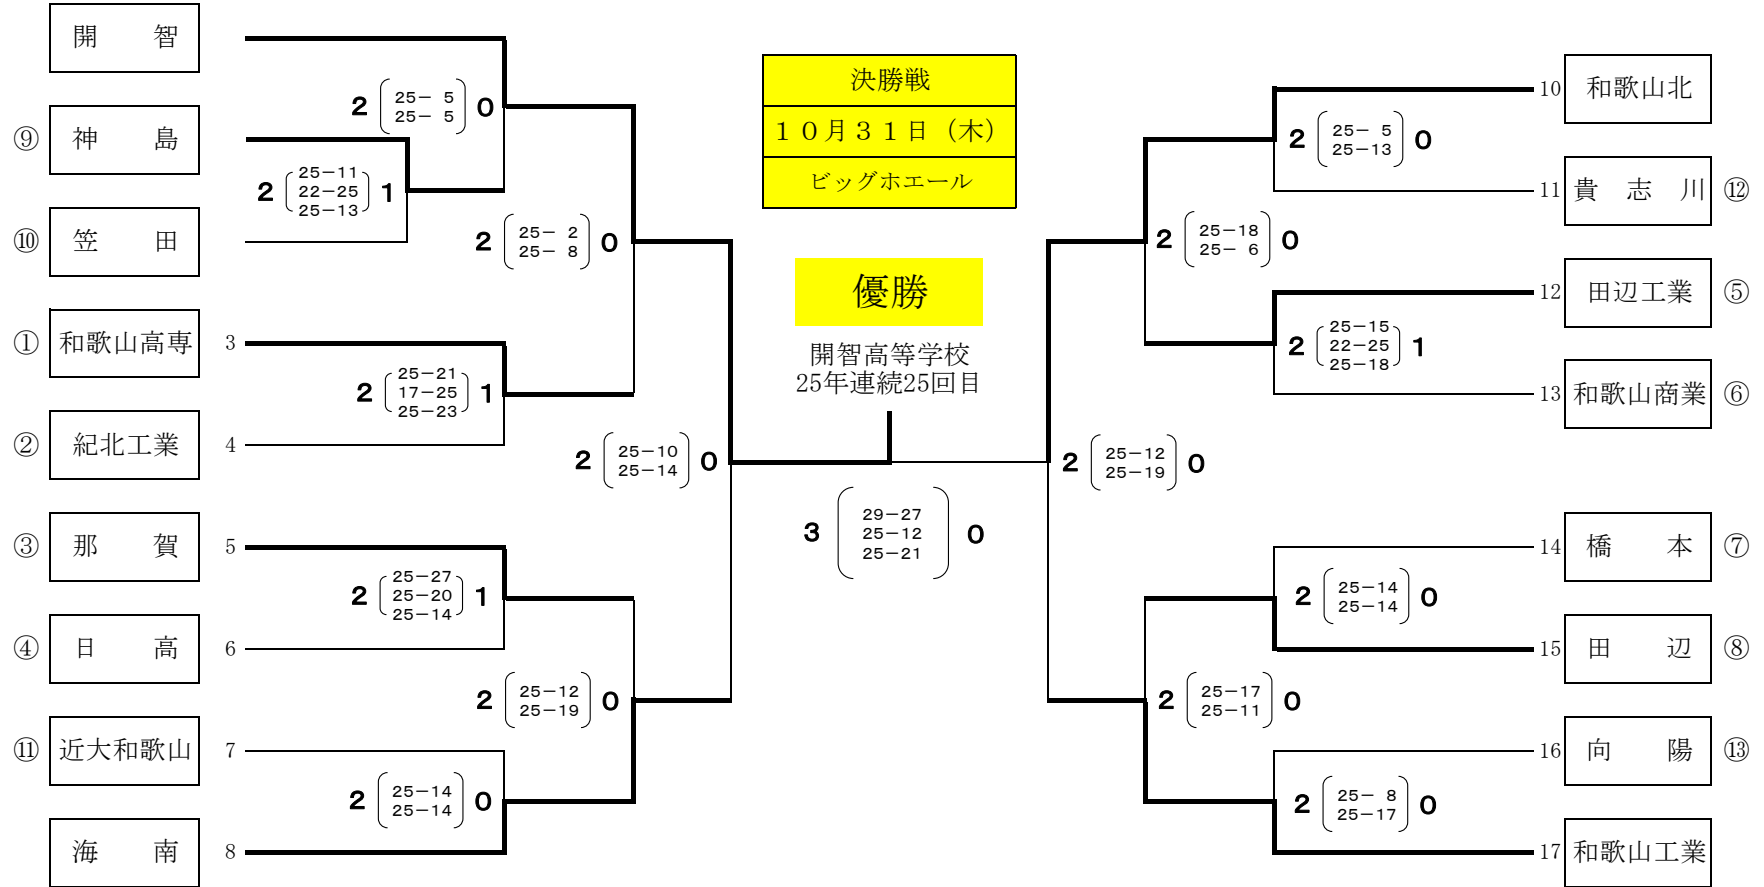 開 智
⑨ 神 島
⑩ 笠 田
① 和歌山高専 3
② 紀北工業 4
③ 那 賀 5
④ 日 高 6
⑪ 近大和歌山 7
海 南 8
2 25- 5 0
25- 5
2 25-11 1
22-25
25-13
2 25- 2 0
25- 8
2 25-21 1
17-25
25-23
2 25-10 0
25-14
2 25-27 1
25-20
25-14
2 25-12 0
25-19
2 25-14 0
25-14
決勝戦
10月31日（木）
ビッグホエール
優勝
開智高等学校
25年連続25回目
3 29-27 0
25-12
25-21
2 25- 5 0
25-13
2 25-18 0
25- 6
2 25-15 1
22-25
25-18
2 25-12 0
25-19
2 25-14 0
25-14
2 25-17 0
25-11
2 25- 8 0
25-17
10 和歌山北
11 貴 志 川 ⑫
12 田辺工業 ⑤
13 和歌山商業 ⑥
14 橋 本 ⑦
15 田 辺 ⑧
16 向 陽 ⑬
17 和歌山工業